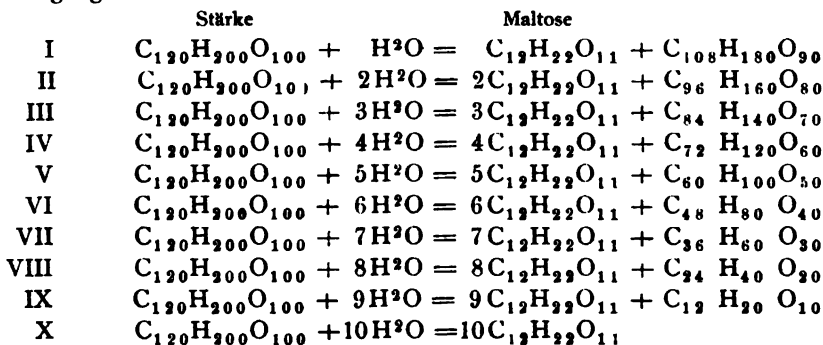 Stärke Maltose
I C₁₂₀H₂₀₀O₁₀₀ + H²O = C₁₂H₂₂O₁₁ + C₁₀₈H₁₈₀O₉₀
II C₁₂₀H₂₀₀O₁₀₀ + 2H²O = 2C₁₂H₂₂O₁₁ + C₉₆ H₁₆₀O₈₀
III C₁₂₀H₂₀₀O₁₀₀ + 3H²O = 3C₁₂H₂₂O₁₁ + C₈₄ H₁₄₀O₇₀
IV C₁₂₀H₂₀₀O₁₀₀ + 4H²O = 4C₁₂H₂₂O₁₁ + C₇₂ H₁₂₀O₆₀
V C₁₂₀H₂₀₀O₁₀₀ + 5H²O = 5C₁₂H₂₂O₁₁ + C₆₀ H₁₀₀O₅₀
VI C₁₂₀H₂₀₀O₁₀₀ + 6H²O = 6C₁₂H₂₂O₁₁ + C₄₈ H₈₀ O₄₀
VII C₁₂₀H₂₀₀O₁₀₀ + 7H²O = 7C₁₂H₂₂O₁₁ + C₃₆ H₆₀ O₃₀
VIII C₁₂₀H₂₀₀O₁₀₀ + 8H²O = 8C₁₂H₂₂O₁₁ + C₂₄ H₄₀ O₂₀
IX C₁₂₀H₂₀₀O₁₀₀ + 9H²O = 9C₁₂H₂₂O₁₁ + C₁₂ H₂₀ O₁₀
X C₁₂₀H₂₀₀O₁₀₀ +10H²O =10C₁₂H₂₂O₁₁